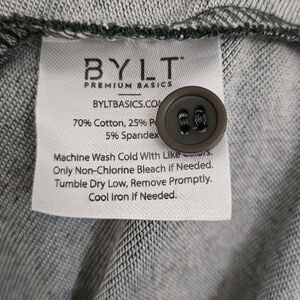 BYLT
PREMIUM BASICS
BYLTBASICS.CO
70% Cotton, 25%
5% Spandex
Machine Wash Cold With Like Colors.
Only Non-Chlorine Bleach if Needed.
Tumble Dry Low, Remove Promptly.
Cool Iron if Needed.